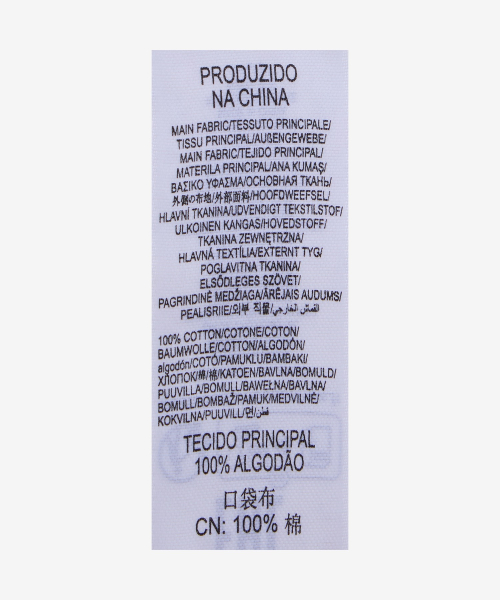 PRODUZIDO
NA CHINA
MAIN FABRIC/TESSUTO PRINCIPALE/
TISSU PRINCIPAL/AUßENGEWEBE/
MAIN FABRIC/TEJIDO PRINCIPAL/
MATERILA PRINCIPAL/ANA KUMAŞ/
ΒΑΣΙΚΟ ΥΦΑΣΜΑ/ОСНОВНАЯ ТКАНЬ/
外側の布地/外部面料/HOOFDWEEFSEL/
HLAVNÍ TKANINA/UDVENDIGT TEKSTILSTOF/
ULKOINEN KANGAS/HOVEDSTOFF/
TKANINA ZEWNĘTRZNA/
HLAVNÁ TEXTÍLIA/EXTERNT TYG/
POGLAVITNA TKANINA/
ELSŐDLEGES SZÖVET/
PAGRINDINĖ MEDŽIAGA/ĀRĒJAIS AUDUMS/
PEALISRIIE/외부 직물/القماش الخارجي/
100% COTTON/COTONE/COTON/
BAUMWOLLE/COTTON/ALGODÓN/
algodón/COTÓ/PAMUKLU/BAMBAKI/
ХЛОПОК/綿/棉/KATOEN/BAVLNA/BOMULD/
PUUVILLA/BOMULL/BAWEŁNA/BAVLNA/
BOMULL/BOMBAŽ/PAMUK/MEDVILNĖ/
KOKVILNA/PUUVILL/면/قطن/
TECIDO PRINCIPAL
100% ALGODÃO
口袋布
CN: 100% 棉